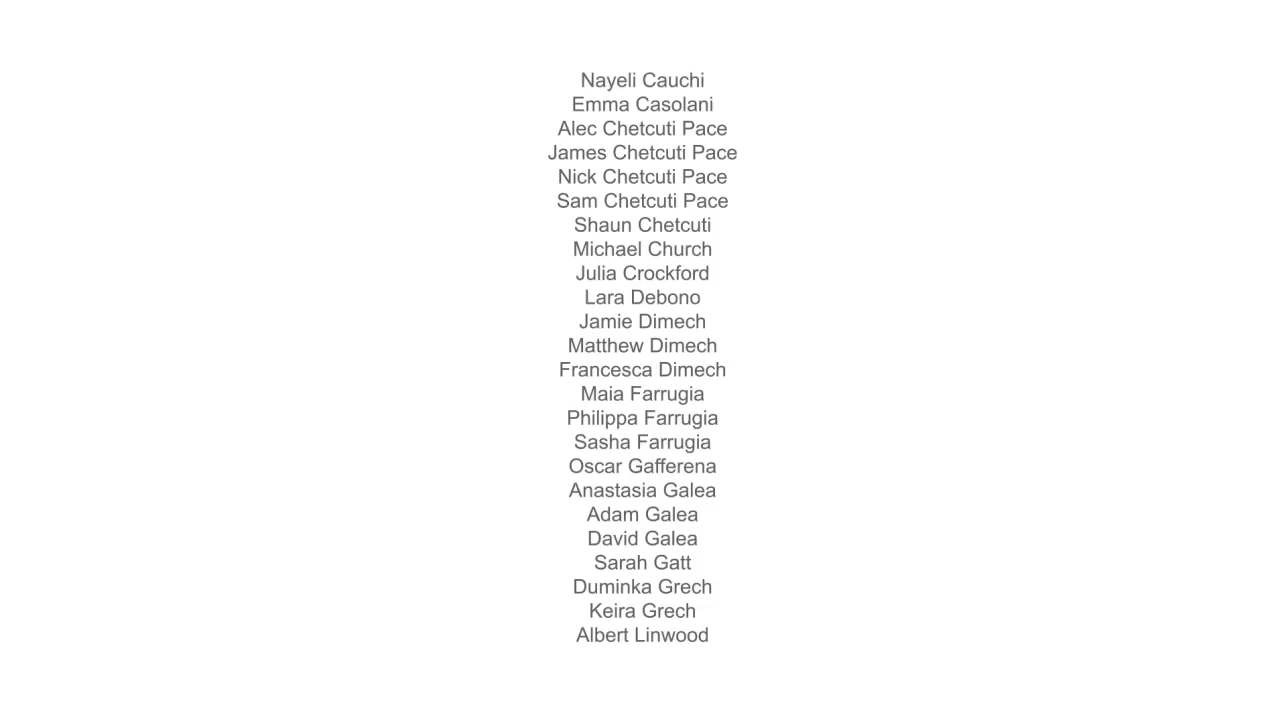 Nayeli Cauchi
Emma Casolani
Alec Chetcuti Pace
James Chetcuti Pace
Nick Chetcuti Pace
Sam Chetcuti Pace
Shaun Chetcuti
Michael Church
Julia Crockford
Lara Debono
Jamie Dimech
Matthew Dimech
Francesca Dimech
Maia Farrugia
Philippa Farrugia
Sasha Farrugia
Oscar Gafferena
Anastasia Galea
Adam Galea
David Galea
Sarah Gatt
Duminka Grech
Keira Grech
Albert Linwood